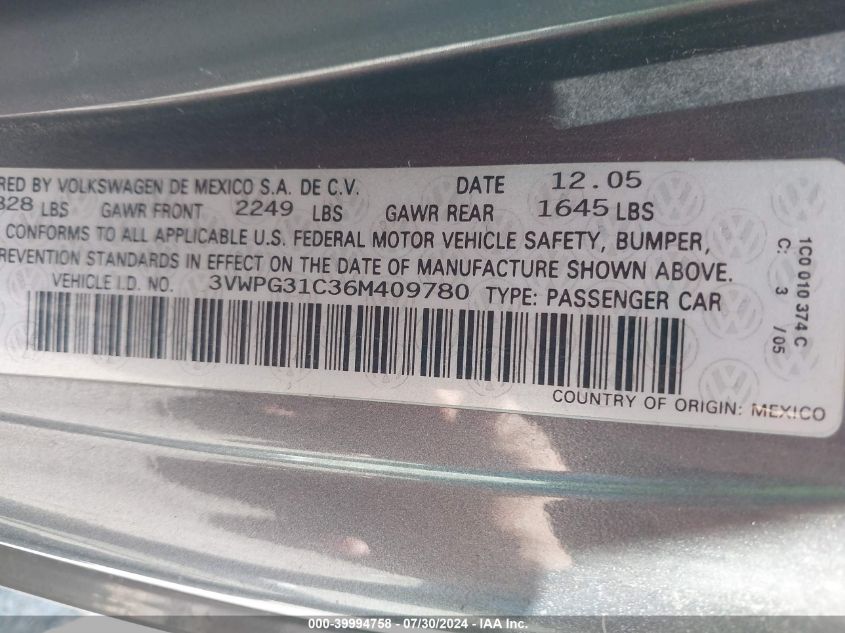 RED BY VOLKSWAGEN DE MEXICO S.A. DE C.V. DATE 12.05
828 LBS GAWR FRONT 2249 LBS GAWR REAR 1645 LBS
CONFORMS TO ALL APPLICABLE U.S. FEDERAL MOTOR VEHICLE SAFETY, BUMPER,
REVENTION STANDARDS IN EFFECT ON THE DATE OF MANUFACTURE SHOWN ABOVE.
VEHICLE I.D. NO. 3VWPG31C36M409780 TYPE: PASSENGER CAR
COUNTRY OF ORIGIN: MEXICO
1C0 010 374 C
C: 3 /05
000-39994758 - 07/30/2024 - IAA Inc.